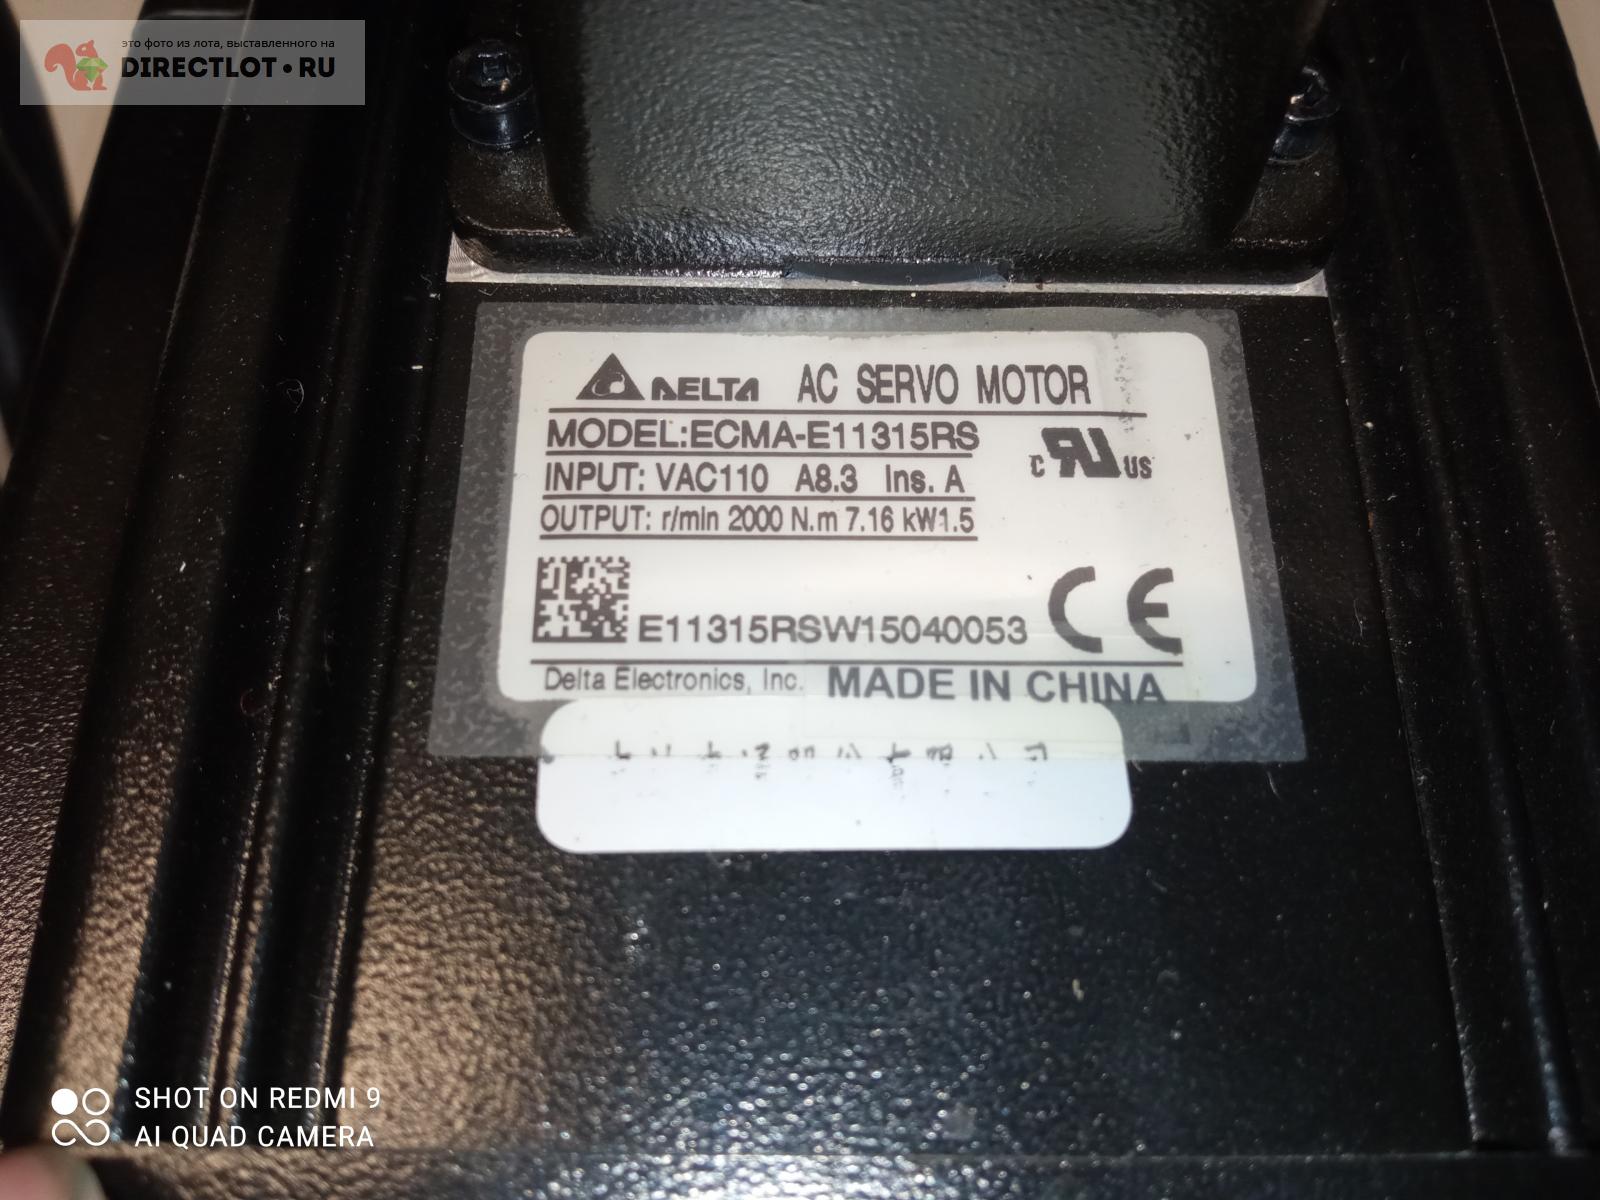 это фото из лота, выставленного на
DIRECTLOT•RU
DELTA AC SERVO MOTOR
MODEL:ECMA-E11315RS
INPUT: VAC110 A8.3 Ins. A
c RU US
OUTPUT: r/min 2000 N.m 7.16 kW1.5
E11315RSW15040053 CE
Delta Electronics, Inc. MADE IN CHINA
SHOT ON REDMI 9
AI QUAD CAMERA